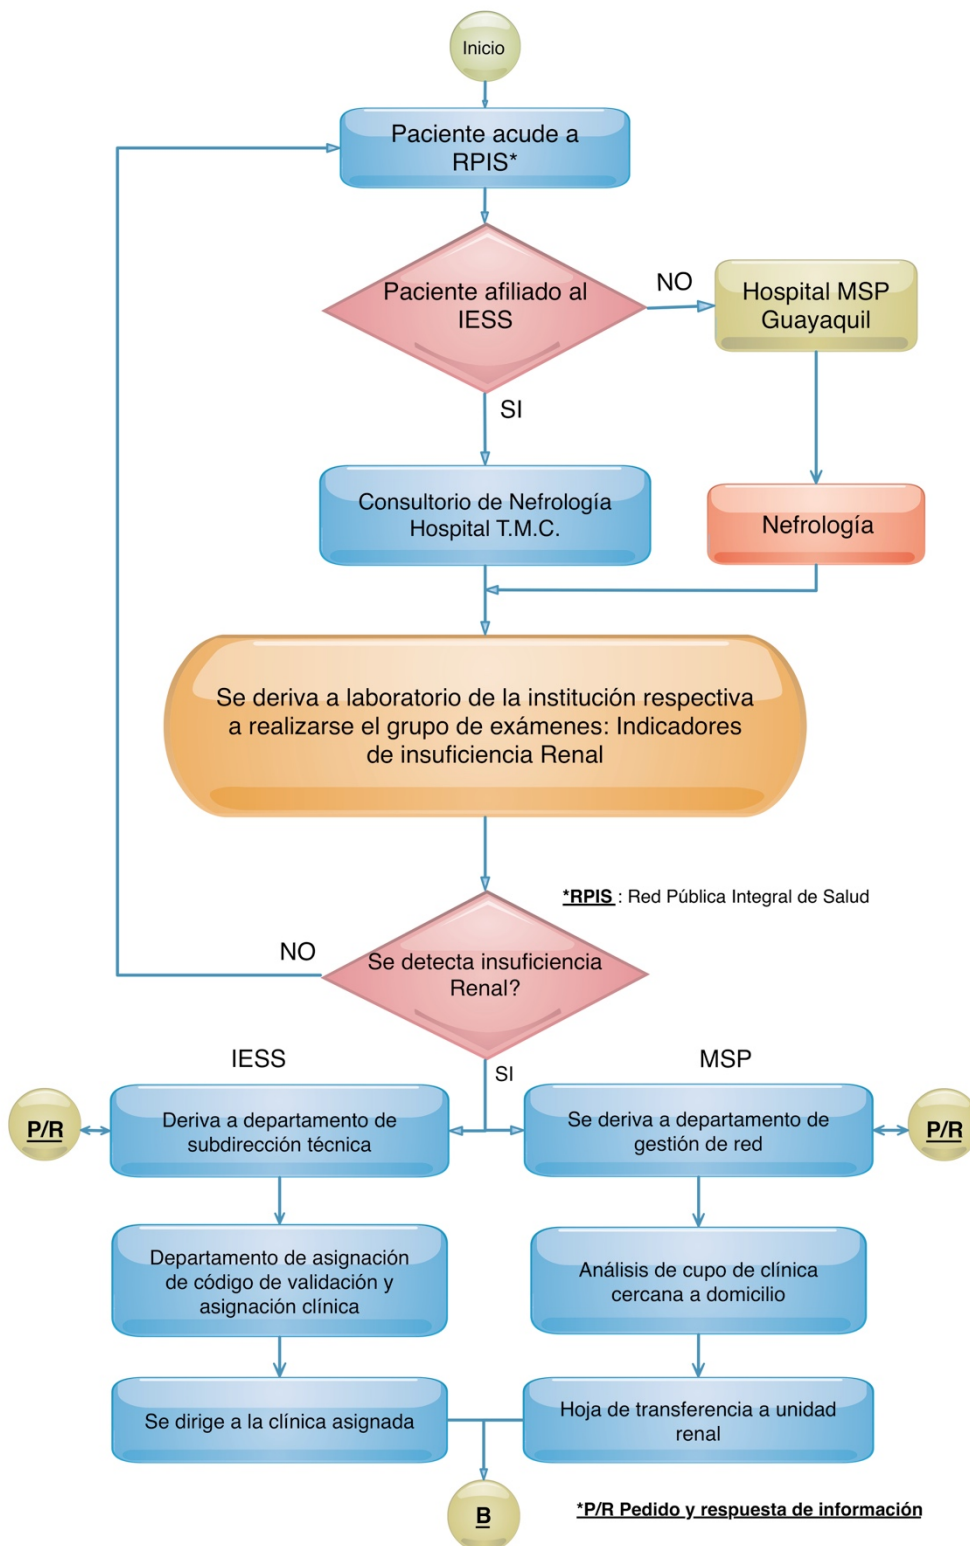 Inicio
Paciente acude a
RPIS*
Paciente afiliado al
IESS
NO
Hospital MSP
Guayaquil
SI
Consultorio de Nefrología
Hospital T.M.C.
Nefrología
Se deriva a laboratorio de la institución respectiva
a realizarse el grupo de exámenes: Indicadores
de insuficiencia Renal
*RPIS : Red Pública Integral de Salud
NO
Se detecta insuficiencia
Renal?
SI
IESS
MSP
P/R
Deriva a departamento de
subdirección técnica
Se deriva a departamento de
gestión de red
P/R
Departamento de asignación
de código de validación y
asignación clínica
Análisis de cupo de clínica
cercana a domicilio
Se dirige a la clínica asignada
Hoja de transferencia a unidad
renal
B
*P/R Pedido y respuesta de información